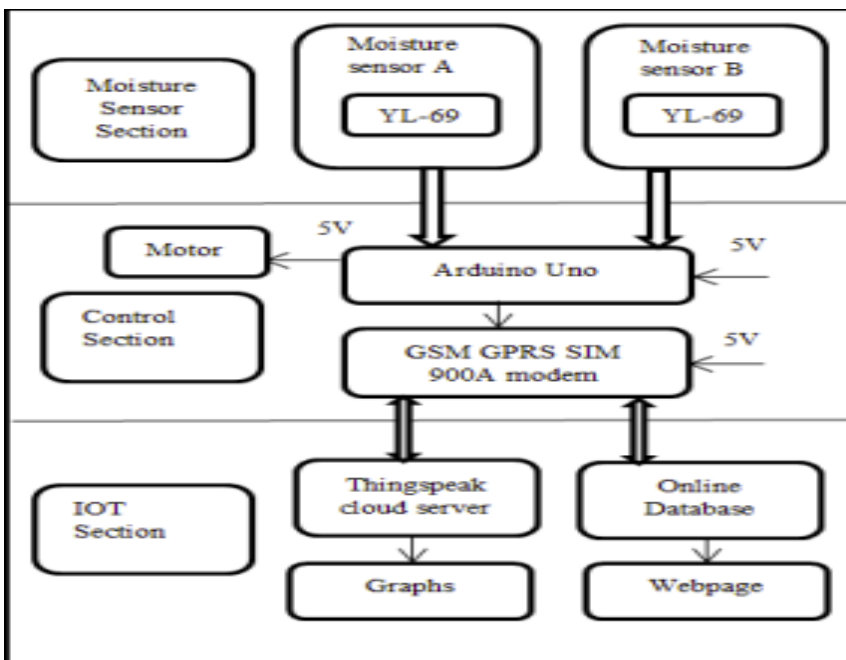 Moisture
Sensor
Section
Moisture
sensor A
YL-69
Moisture
sensor B
YL-69
5V
Motor
Arduino Uno
5V
Control
Section
GSM GPRS SIM
900A modem
5V
IOT
Section
Thingspeak
cloud server
Online
Database
Graphs
Webpage